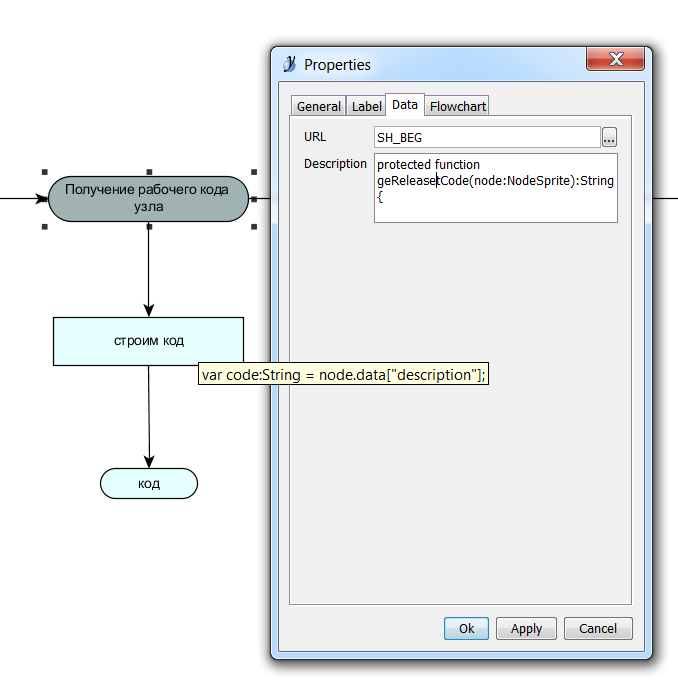 Properties
General Label Data Flowchart
URL SH_BEG ...
Description protected function
geReleasetCode(node:NodeSprite):String
{
Получение рабочего кода
узла
строим код
var code:String = node.data["description"];
код
Ok Apply Cancel